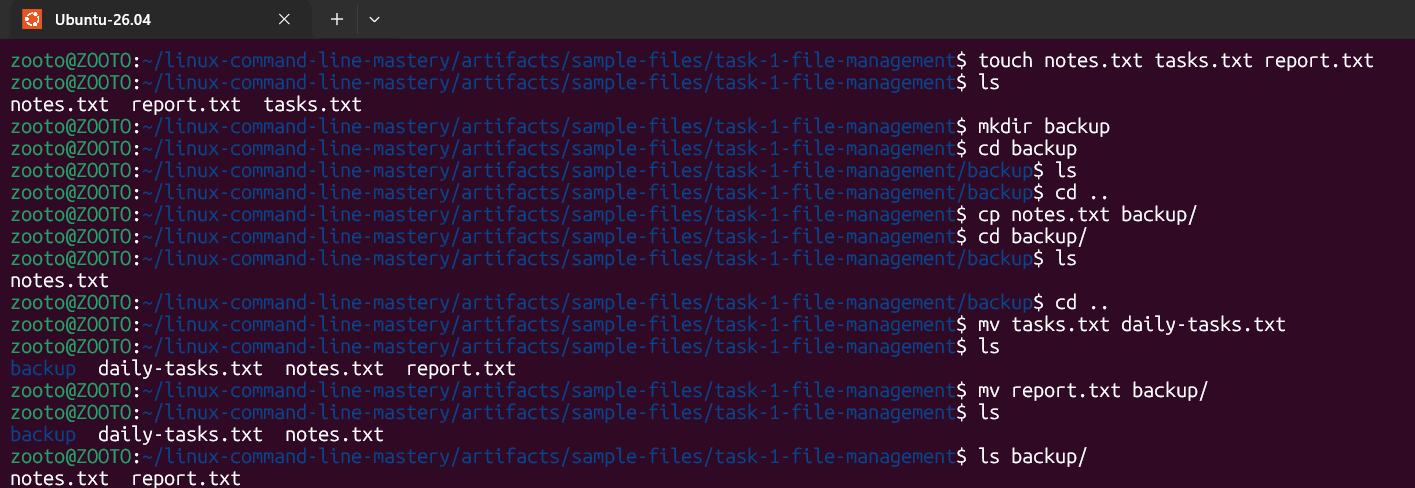 Ubuntu-26.04
zooto@ZOOTO:~/linux-command-line-mastery/artifacts/sample-files/task-1-file-management$ touch notes.txt tasks.txt report.txt
zooto@ZOOTO:~/linux-command-line-mastery/artifacts/sample-files/task-1-file-management$ ls
notes.txt  report.txt  tasks.txt
zooto@ZOOTO:~/linux-command-line-mastery/artifacts/sample-files/task-1-file-management$ mkdir backup
zooto@ZOOTO:~/linux-command-line-mastery/artifacts/sample-files/task-1-file-management$ cd backup
zooto@ZOOTO:~/linux-command-line-mastery/artifacts/sample-files/task-1-file-management/backup$ ls
zooto@ZOOTO:~/linux-command-line-mastery/artifacts/sample-files/task-1-file-management/backup$ cd ..
zooto@ZOOTO:~/linux-command-line-mastery/artifacts/sample-files/task-1-file-management$ cp notes.txt backup/
zooto@ZOOTO:~/linux-command-line-mastery/artifacts/sample-files/task-1-file-management$ cd backup/
zooto@ZOOTO:~/linux-command-line-mastery/artifacts/sample-files/task-1-file-management/backup$ ls
notes.txt
zooto@ZOOTO:~/linux-command-line-mastery/artifacts/sample-files/task-1-file-management/backup$ cd ..
zooto@ZOOTO:~/linux-command-line-mastery/artifacts/sample-files/task-1-file-management$ mv tasks.txt daily-tasks.txt
zooto@ZOOTO:~/linux-command-line-mastery/artifacts/sample-files/task-1-file-management$ ls
backup  daily-tasks.txt  notes.txt  report.txt
zooto@ZOOTO:~/linux-command-line-mastery/artifacts/sample-files/task-1-file-management$ mv report.txt backup/
zooto@ZOOTO:~/linux-command-line-mastery/artifacts/sample-files/task-1-file-management$ ls
backup  daily-tasks.txt  notes.txt
zooto@ZOOTO:~/linux-command-line-mastery/artifacts/sample-files/task-1-file-management$ ls backup/
notes.txt  report.txt